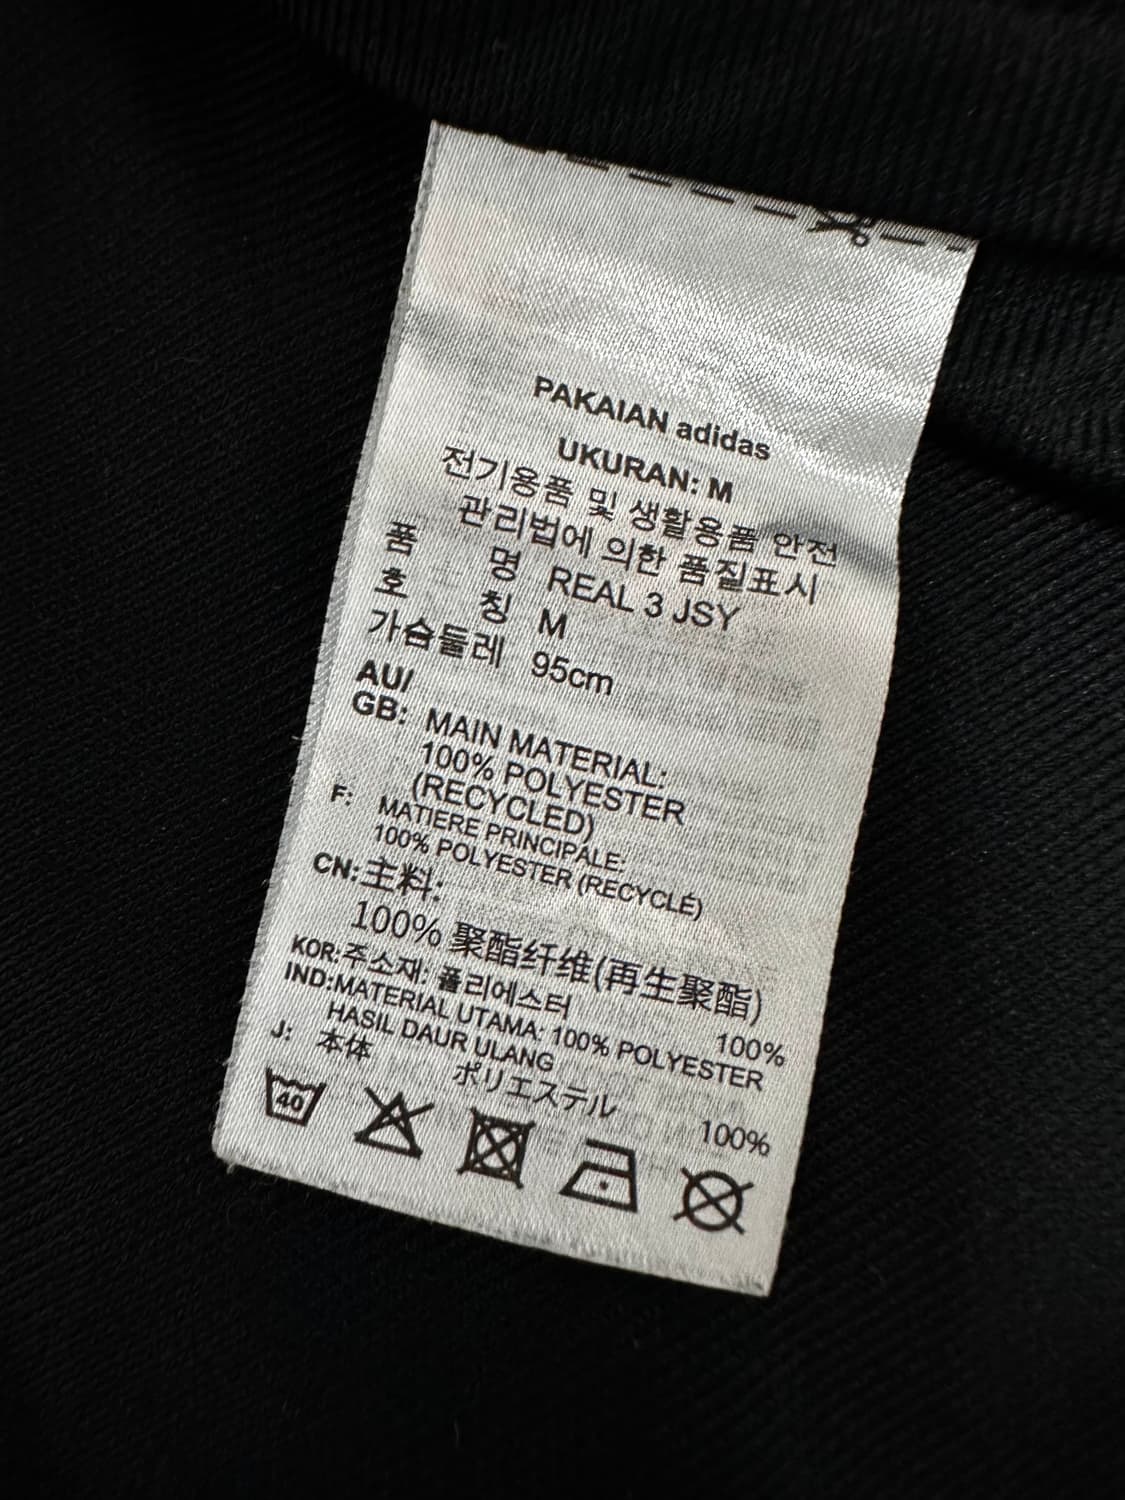 PAKAIAN adidas
UKURAN: M
전기용품 및 생활용품 안전
관리법에 의한 품질표시
품 명 REAL 3 JSY
호 칭 M
가슴둘레 95cm
AU/
GB: MAIN MATERIAL:
100% POLYESTER
(RECYCLED)
F: MATIERE PRINCIPALE:
100% POLYESTER (RECYCLÉ)
CN:主料:
100% 聚酯纤维(再生聚酯)
KOR:주소재: 폴리에스터 100%
IND:MATERIAL UTAMA: 100% POLYESTER
HASIL DAUR ULANG
J: 本体 ポリエステル 100%
40